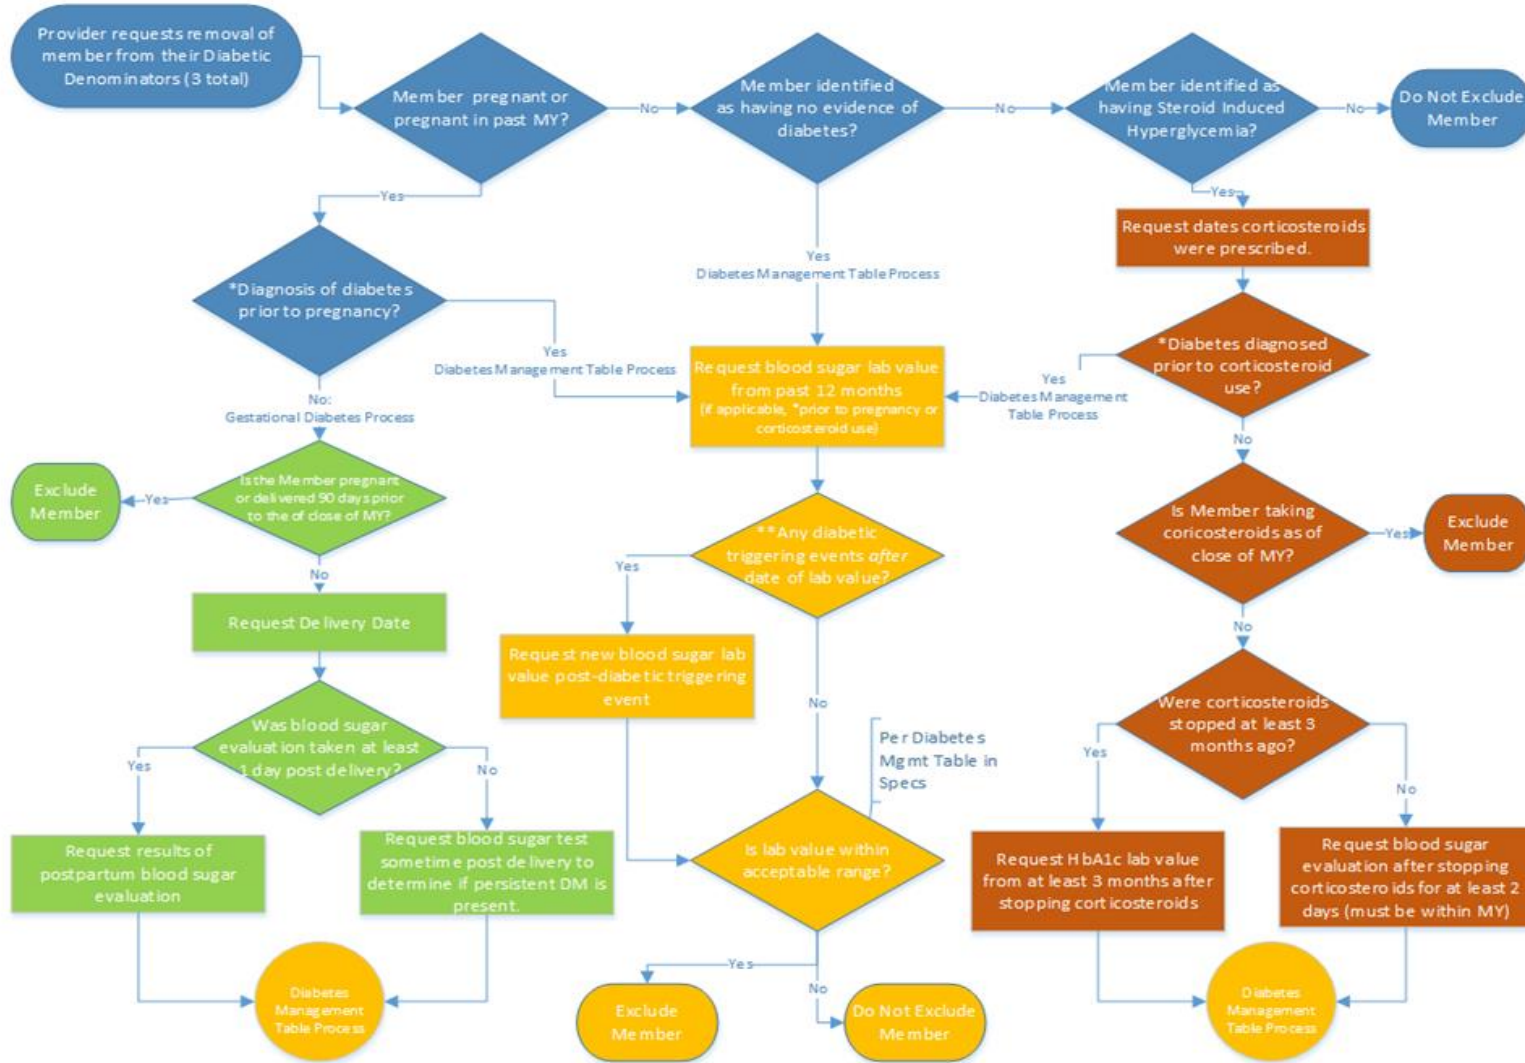 Provider requests removal of
member from their Diabetic
Denominators (3 total)
Member pregnant or
pregnant in past MY?
No
Member identified
as having no evidence of
diabetes?
No
Member identified as
having Steroid Induced
Hyperglycemia?
No
Do Not Exclude
Member
Yes
Yes
Diabetes Management Table Process
Yes
Request dates corticosteroids
were prescribed.
*Diagnosis of diabetes
prior to pregnancy?
Yes
Diabetes Management Table Process
Request blood sugar lab value
from past 12 months
(if applicable, *prior to pregnancy or
corticosteroid use)
Yes
Diabetes Management
Table Process
*Diabetes diagnosed
prior to corticosteroid
use?
No:
Gestational Diabetes Process
No
Exclude
Member
Yes
Is the Member pregnant
or delivered 90 days prior
to the of close of MY?
**Any diabetic
triggering events after
date of lab value?
Is Member taking
coricosteroids as of
close of MY?
Yes
Exclude
Member
No
Yes
Request Delivery Date
Request new blood sugar lab
value post-diabetic triggering
event
No
No
Was blood sugar
evaluation taken at least
1 day post delivery?
Were corticosteroids
stopped at least 3
months ago?
Yes
No
Per Diabetes
Mgmt Table in
Specs
Yes
No
Request results of
postpartum blood sugar
evaluation
Request blood sugar test
sometime post delivery to
determine if persistent DM is
present.
Is lab value within
acceptable range?
Request HbA1c lab value
from at least 3 months after
stopping corticosteroids
Request blood sugar
evaluation after stopping
corticosteroids for at least 2
days (must be within MY)
Yes
No
Diabetes
Management
Table Process
Exclude
Member
Do Not Exclude
Member
Diabetes
Management
Table Process